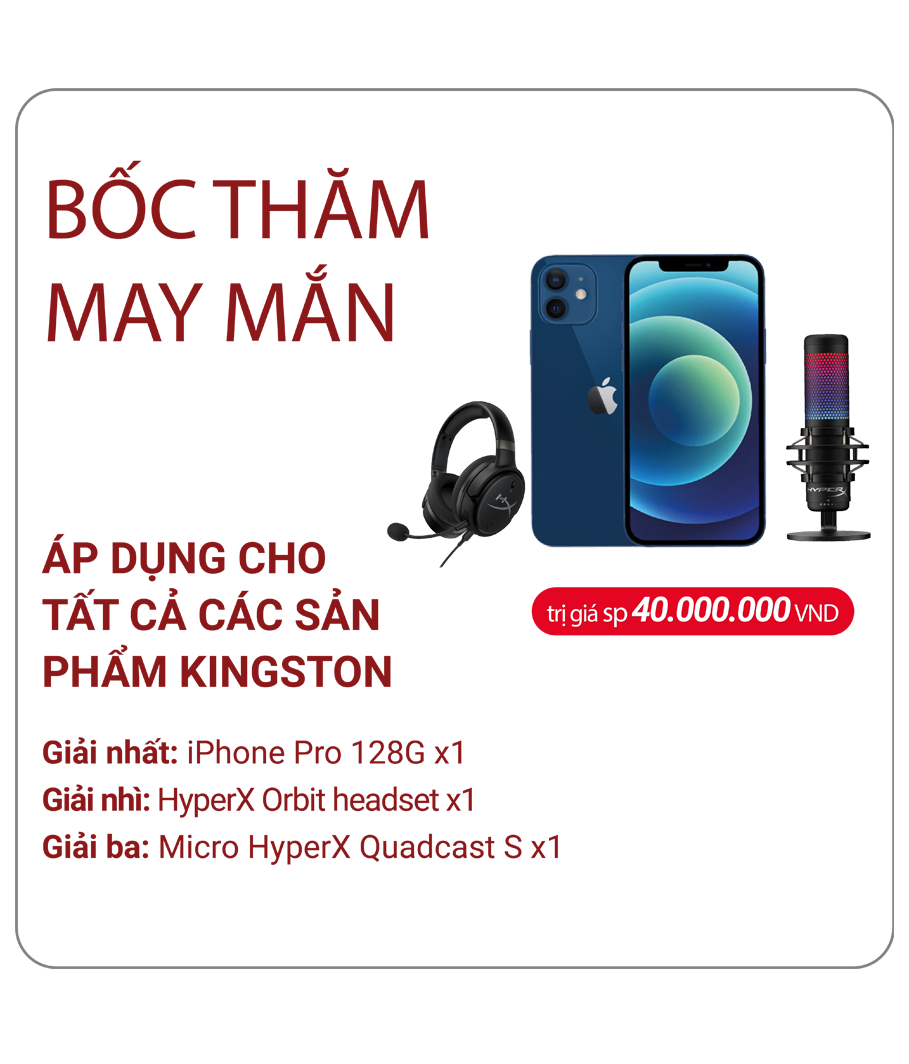 BỐC THĂM
MAY MẮN
ÁP DỤNG CHO
TẤT CẢ CÁC SẢN
PHẨM KINGSTON
trị giá sp 40.000.000 VND
Giải nhất: iPhone Pro 128G x1
Giải nhì: HyperX Orbit headset x1
Giải ba: Micro HyperX Quadcast S x1
HYPERX
HX